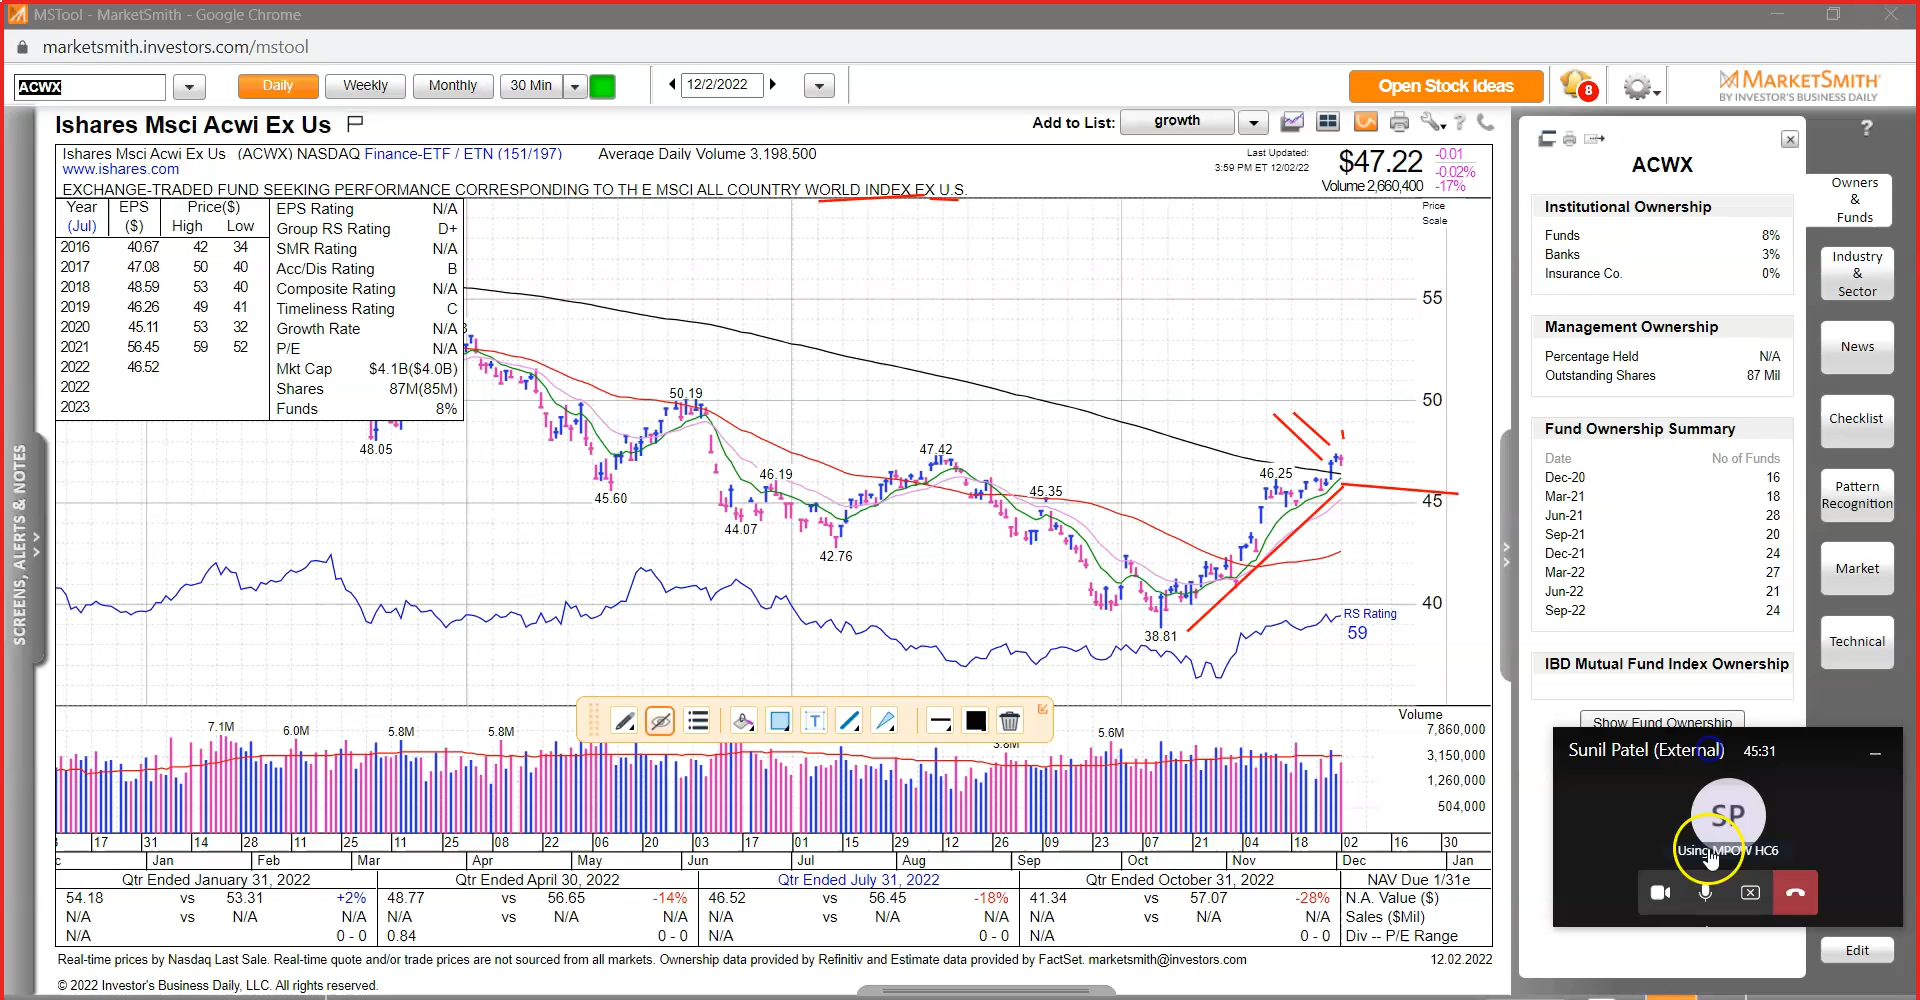 MSTool - MarketSmith - Google Chrome
marketsmith.investors.com/mstool
ACWX Daily Weekly Monthly 30 Min 12/2/2022 Open Stock Ideas 8 MARKETSMITH
BY INVESTOR'S BUSINESS DAILY
Ishares Msci Acwi Ex Us Add to List: growth ?
Ishares Msci Acwi Ex Us (ACWX) NASDAQ Finance-ETF / ETN (151/197) Average Daily Volume 3,198,500
www.ishares.com
Last Updated:
3:59 PM ET 12/02/22
$47.22 -0.01
-0.02%
Volume 2,660,400 -17%
EXCHANGE-TRADED FUND SEEKING PERFORMANCE CORRESPONDING TO TH E MSCI ALL COUNTRY WORLD INDEX EX U.S.
Year EPS Price($)
(Jul) ($) High Low
2016 40.67 42 34
2017 47.08 50 40
2018 48.59 53 40
2019 46.26 49 41
2020 45.11 53 32
2021 56.45 59 52
2022 46.52
2022
2023
EPS Rating N/A
Group RS Rating D+
SMR Rating N/A
Acc/Dis Rating B
Composite Rating N/A
Timeliness Rating C
Growth Rate N/A
P/E N/A
Mkt Cap $4.1B($4.0B)
Shares 87M(85M)
Funds 8%
Price
Scale
55
50
45
40
48.05
45.60
50.19
44.07
46.19
42.76
47.42
45.35
38.81
46.25
RS Rating
59
Volume
7,860,000
3,150,000
1,260,000
504,000
7.1M 6.0M 5.8M 5.8M 3.8M 5.6M
17 31 14 28 11 25 11 25 08 22 06 20 03 17 01 15 29 12 26 09 23 07 21 04 18 02 16 30
c Jan Feb Mar Apr May Jun Jul Aug Sep Oct Nov Dec Jan
Qtr Ended January 31, 2022 Qtr Ended April 30, 2022 Qtr Ended July 31, 2022 Qtr Ended October 31, 2022 NAV Due 1/31e
54.18 vs 53.31 +2% 48.77 vs 56.65 -14% 46.52 vs 56.45 -18% 41.34 vs 57.07 -28% N.A. Value ($)
N/A vs N/A N/A N/A vs N/A N/A N/A vs N/A N/A N/A vs N/A N/A Sales ($Mil)
N/A 0 - 0 0.84 0 - 0 N/A 0 - 0 N/A 0 - 0 Div -- P/E Range
Real-time prices by Nasdaq Last Sale. Real-time quote and/or trade prices are not sourced from all markets. Ownership data provided by Refinitiv and Estimate data provided by FactSet. marketsmith@investors.com 12.02.2022
© 2022 Investor's Business Daily, LLC. All rights reserved.
SCREENS, ALERTS & NOTES
ACWX
Institutional Ownership
Funds 8%
Banks 3%
Insurance Co. 0%
Management Ownership
Percentage Held N/A
Outstanding Shares 87 Mil
Fund Ownership Summary
Date No of Funds
Dec-20 16
Mar-21 18
Jun-21 28
Sep-21 20
Dec-21 24
Mar-22 27
Jun-22 21
Sep-22 24
IBD Mutual Fund Index Ownership
Show Fund Ownership
?
Owners
&
Funds
Industry
&
Sector
News
Checklist
Pattern
Recognition
Market
Technical
Edit
Sunil Patel (External) 45:31
SP
Using MPOW HC6